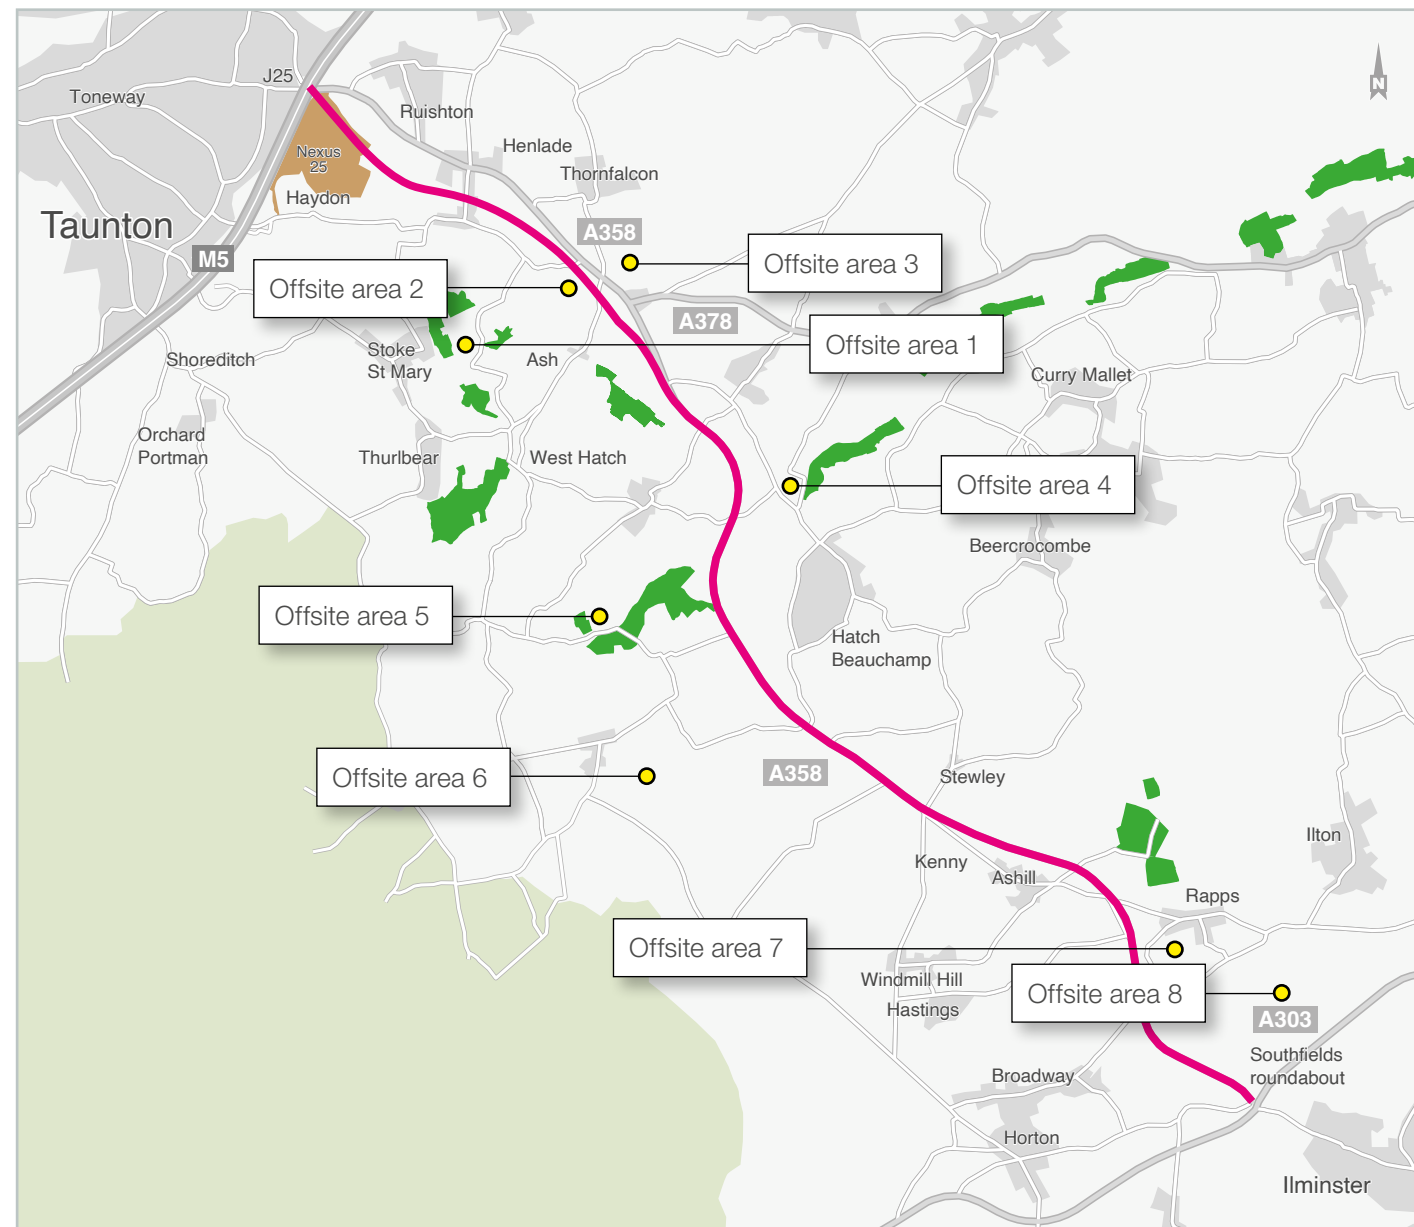 J25
N
Toneway
Ruishton
Nexus
25
Henlade
Thornfalcon
Haydon
Taunton
A358
M5
Offsite area 3
Offsite area 2
A378
Offsite area 1
Stoke
St Mary
Shoreditch
Ash
Curry Mallet
Orchard
Portman
Thurlbear
West Hatch
Offsite area 4
Beercrocombe
Offsite area 5
Hatch
Beauchamp
Offsite area 6
A358
Stewley
Ilton
Kenny
Ashill
Rapps
Offsite area 7
Windmill Hill
Offsite area 8
Hastings
A303
Southfields
roundabout
Broadway
Horton
Ilminster